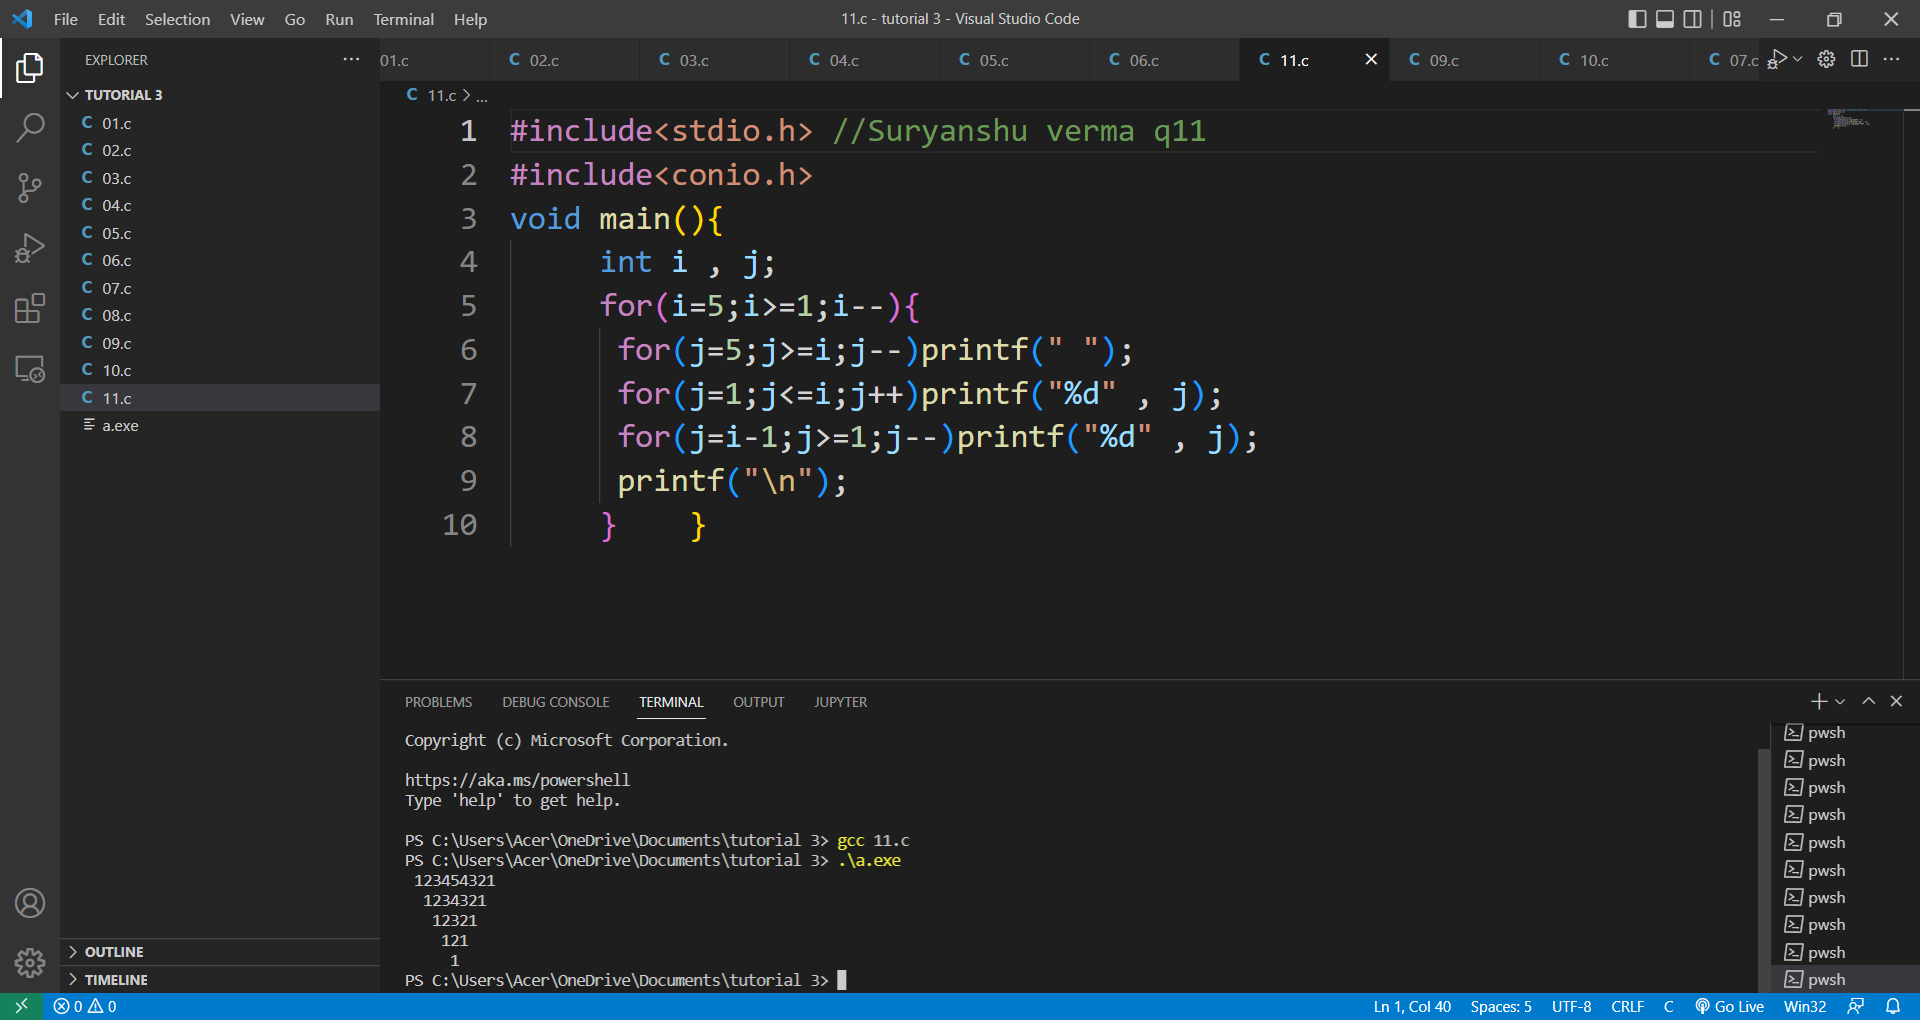 File Edit Selection View Go Run Terminal Help 11.c - tutorial 3 - Visual Studio Code
EXPLORER
01.c 02.c 03.c 04.c 05.c 06.c 11.c 09.c 10.c 07.c
11.c > ...
TUTORIAL 3
C 01.c
C 02.c
C 03.c
C 04.c
C 05.c
C 06.c
C 07.c
C 08.c
C 09.c
C 10.c
C 11.c
a.exe
OUTLINE
TIMELINE
1 #include<stdio.h> //Suryanshu verma q11
2 #include<conio.h>
3 void main(){
4      int i , j;
5      for(i=5;i>=1;i--){
6       for(j=5;j>=i;j--)printf(" ");
7       for(j=1;j<=i;j++)printf("%d" , j);
8       for(j=i-1;j>=1;j--)printf("%d" , j);
9       printf("\n");
10      }    }
PROBLEMS DEBUG CONSOLE TERMINAL OUTPUT JUPYTER
Copyright (c) Microsoft Corporation.
https://aka.ms/powershell
Type 'help' to get help.
PS C:\Users\Acer\OneDrive\Documents\tutorial 3> gcc 11.c
PS C:\Users\Acer\OneDrive\Documents\tutorial 3> .\a.exe
 123454321
  1234321
   12321
    121
     1
PS C:\Users\Acer\OneDrive\Documents\tutorial 3>
pwsh
pwsh
pwsh
pwsh
pwsh
pwsh
pwsh
pwsh
pwsh
pwsh
0 0 Ln 1, Col 40 Spaces: 5 UTF-8 CRLF C Go Live Win32